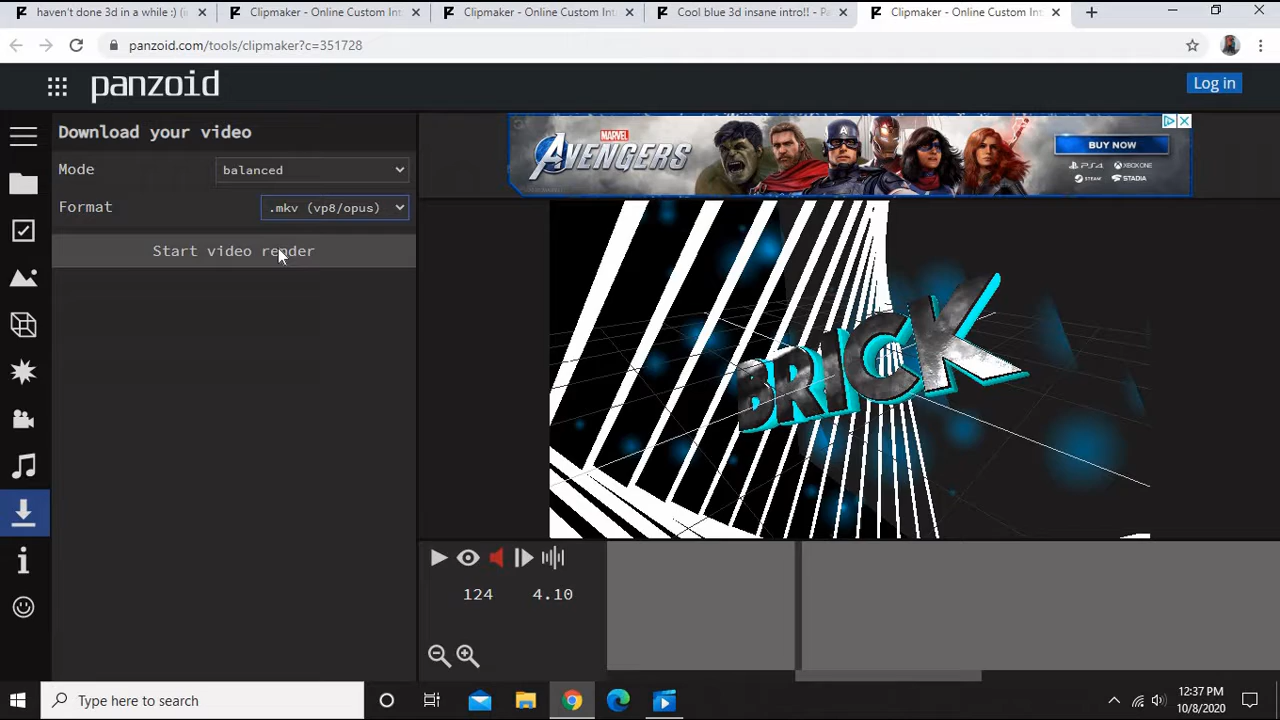 haven't done 3d in a while :) (i
Clipmaker - Online Custom Int
Clipmaker - Online Custom Int
Cool blue 3d insane intro!! - Pa
Clipmaker - Online Custom Int
panzoid.com/tools/clipmaker?c=351728
panzoid
Log in
Download your video
Mode
balanced
Format
.mkv (vp8/opus)
Start video render
MARVEL
AVENGERS
BUY NOW
PS4
XBOX ONE
STEAM
STADIA
BRICK
124
4.10
Type here to search
12:37 PM
10/8/2020